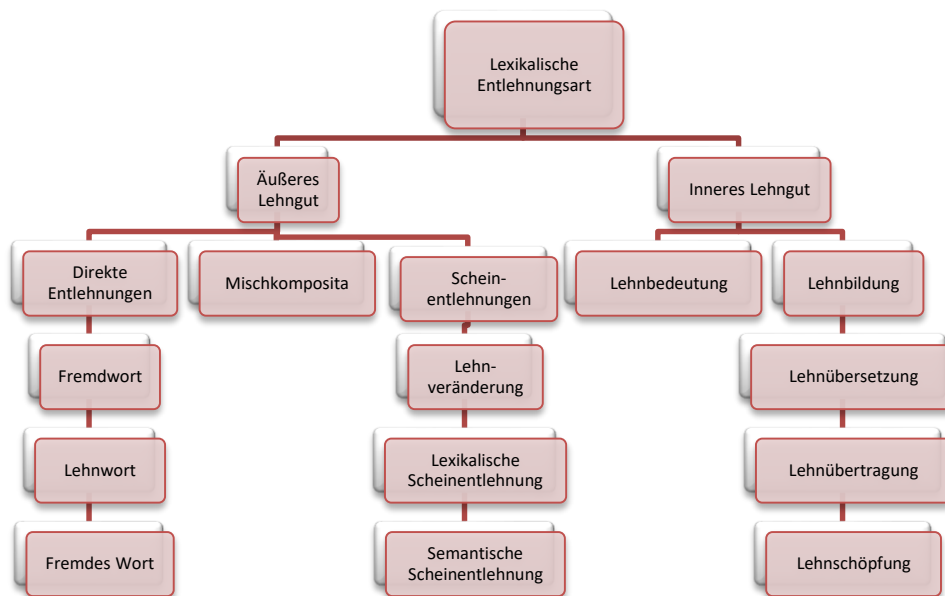 Lexikalische
Entlehnungsart
Äußeres
Lehngut
Inneres Lehngut
Direkte
Entlehnungen
Mischkomposita
Schein-
entlehnungen
Lehnbedeutung
Lehnbildung
Fremdwort
Lehn-
veränderung
Lehnübersetzung
Lehnwort
Lexikalische
Scheinentlehnung
Lehnübertragung
Fremdes Wort
Semantische
Scheinentlehnung
Lehnschöpfung